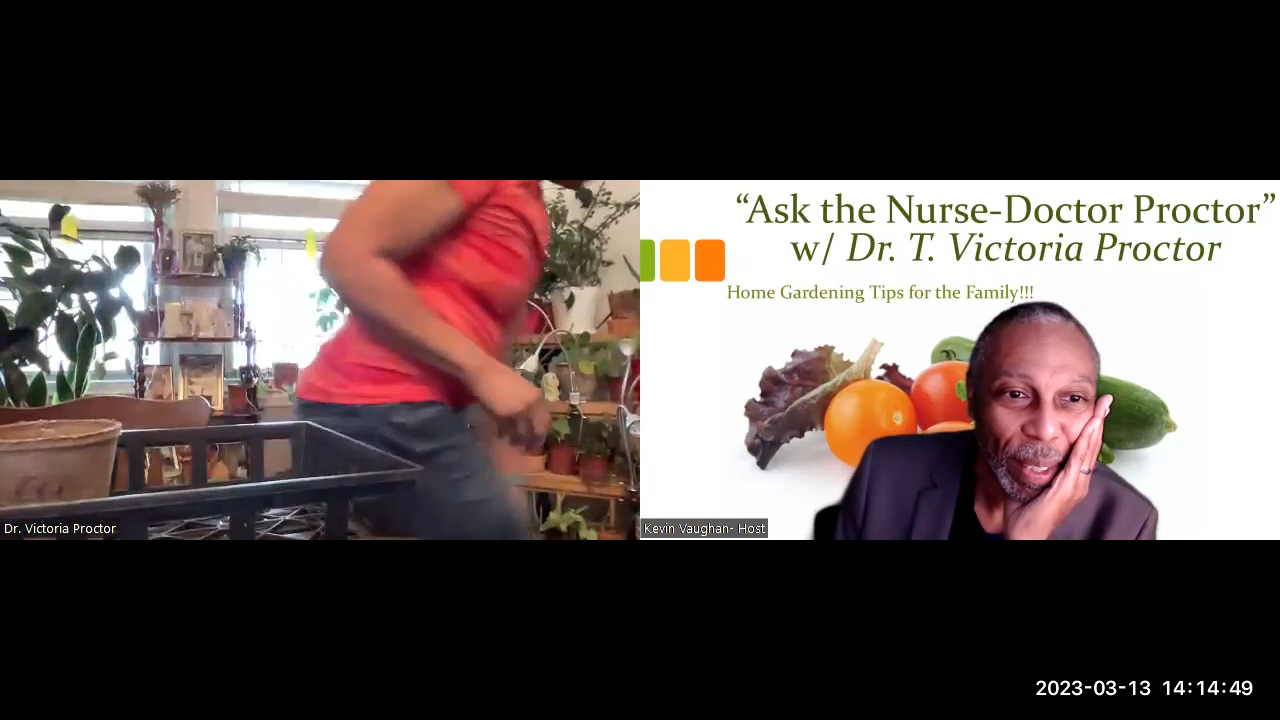 “Ask the Nurse-Doctor Proctor”
w/ Dr. T. Victoria Proctor
Home Gardening Tips for the Family!!!
Dr. Victoria Proctor
Kevin Vaughan- Host
2023-03-13 14:14:49